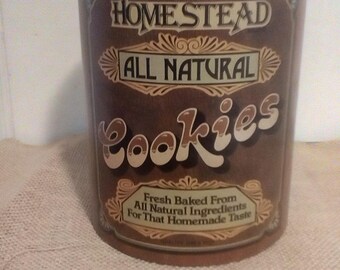 HOMESTEAD
ALL NATURAL
Cookies
Fresh Baked From
All Natural Ingredients
For That Homemade Taste